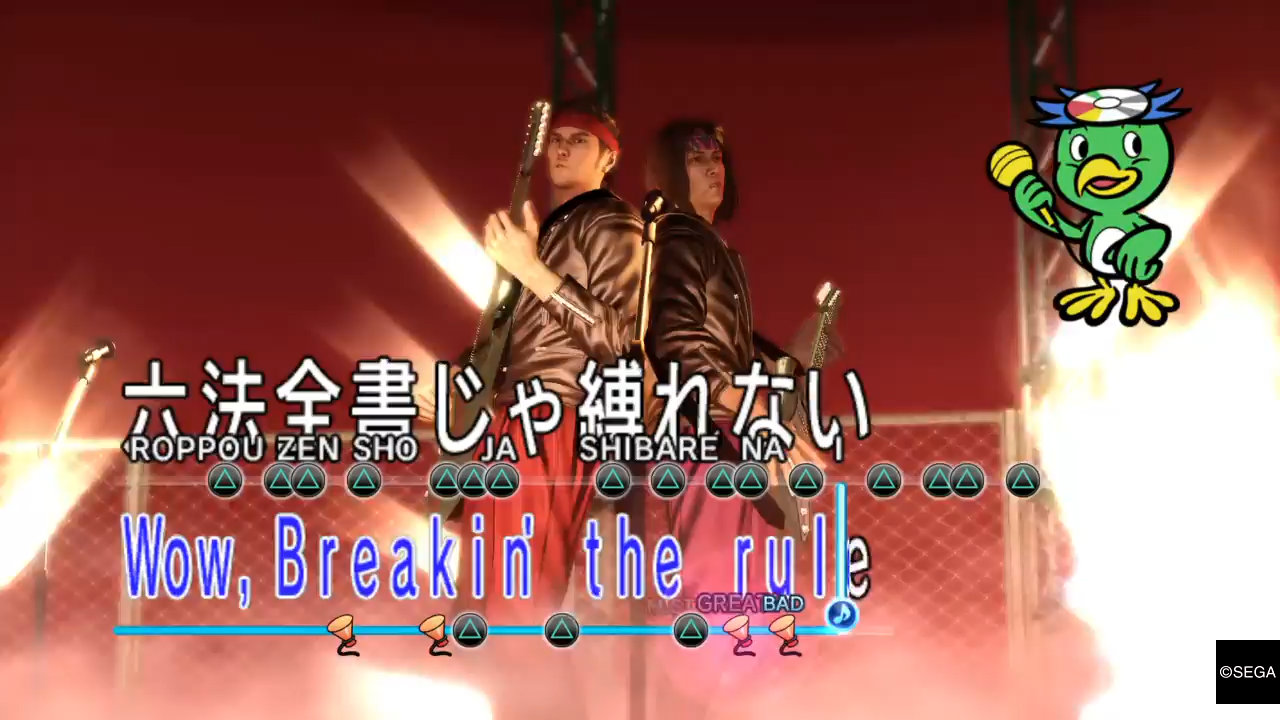 六法全書じゃ縛れない
ROPPOU ZEN SHO JA SHIBARE NA I
Wow, Breakin' the rule
GREAT BAD
©SEGA